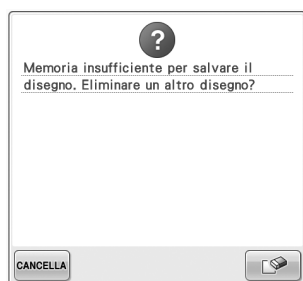 ?
Memoria insufficiente per salvare il
disegno. Eliminare un altro disegno?
CANCELLA